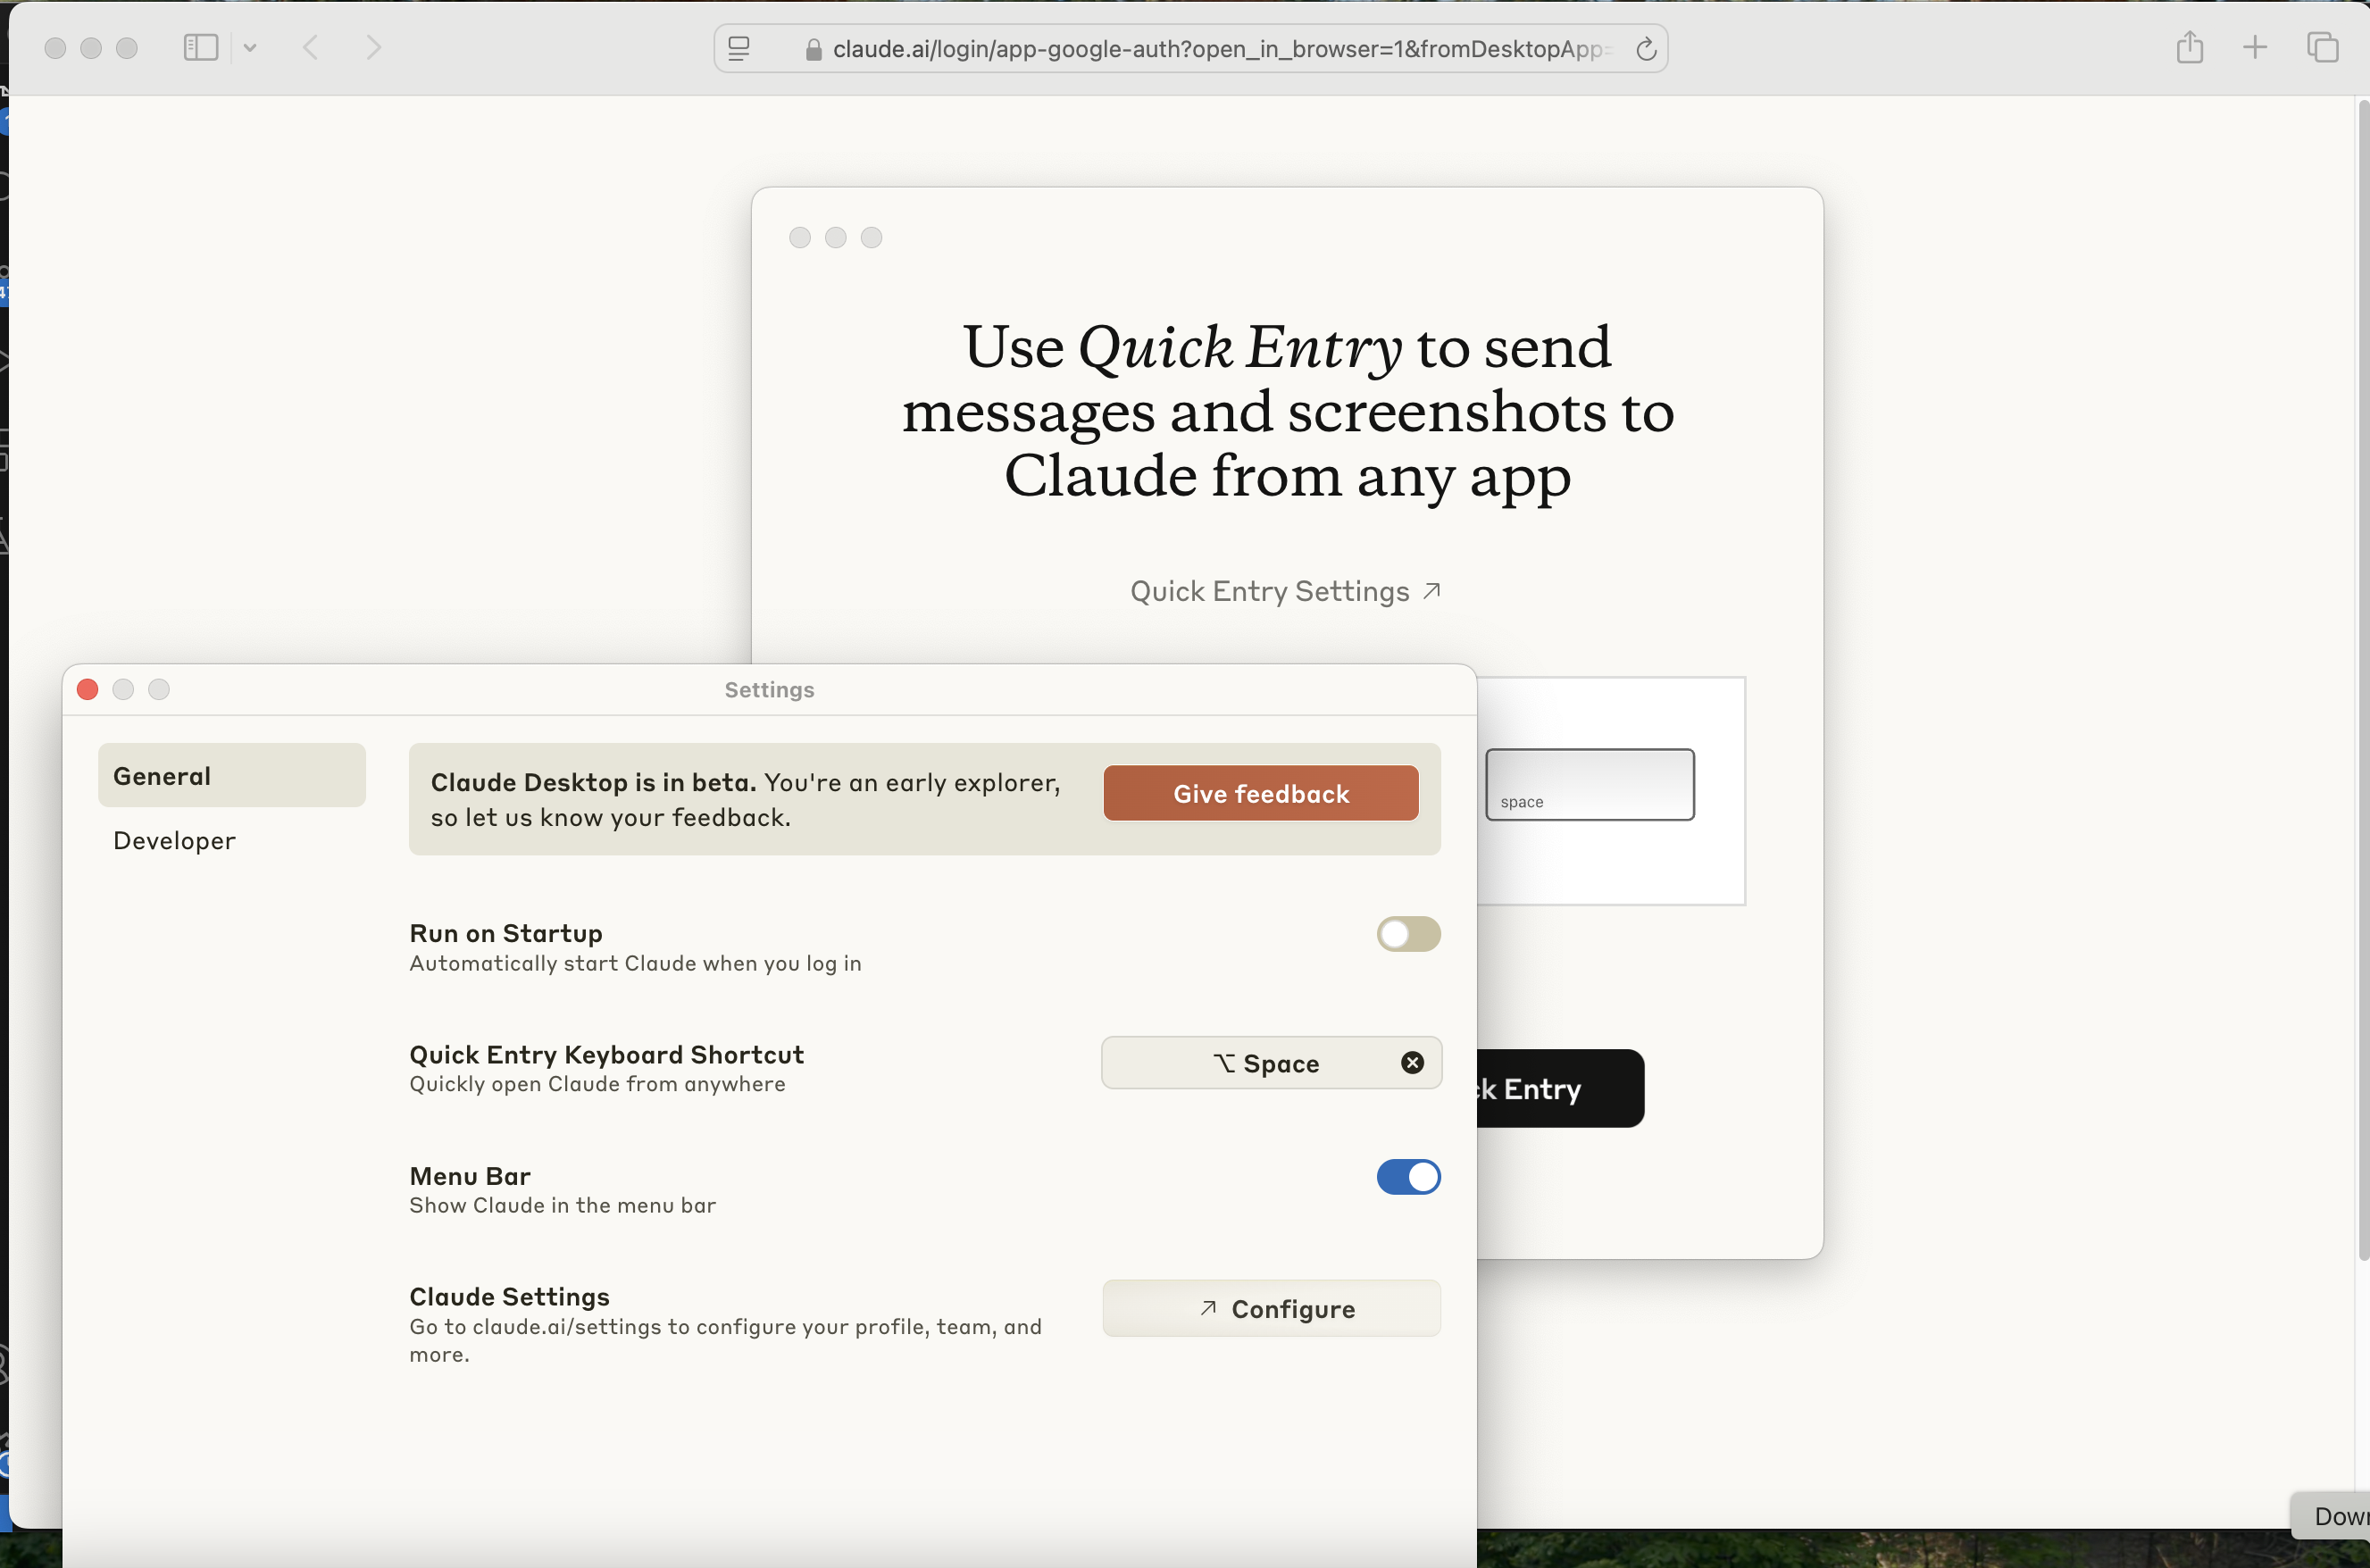 claude.ai/login/app-google-auth?open_in_browser=1&fromDesktopApp=
Use Quick Entry to send
messages and screenshots to
Claude from any app
Quick Entry Settings ↗
space
Entry
Settings
General
Developer
Claude Desktop is in beta. You're an early explorer,
so let us know your feedback.
Give feedback
Run on Startup
Automatically start Claude when you log in
Quick Entry Keyboard Shortcut
Quickly open Claude from anywhere
⌥ Space
Menu Bar
Show Claude in the menu bar
Claude Settings
Go to claude.ai/settings to configure your profile, team, and
more.
↗ Configure